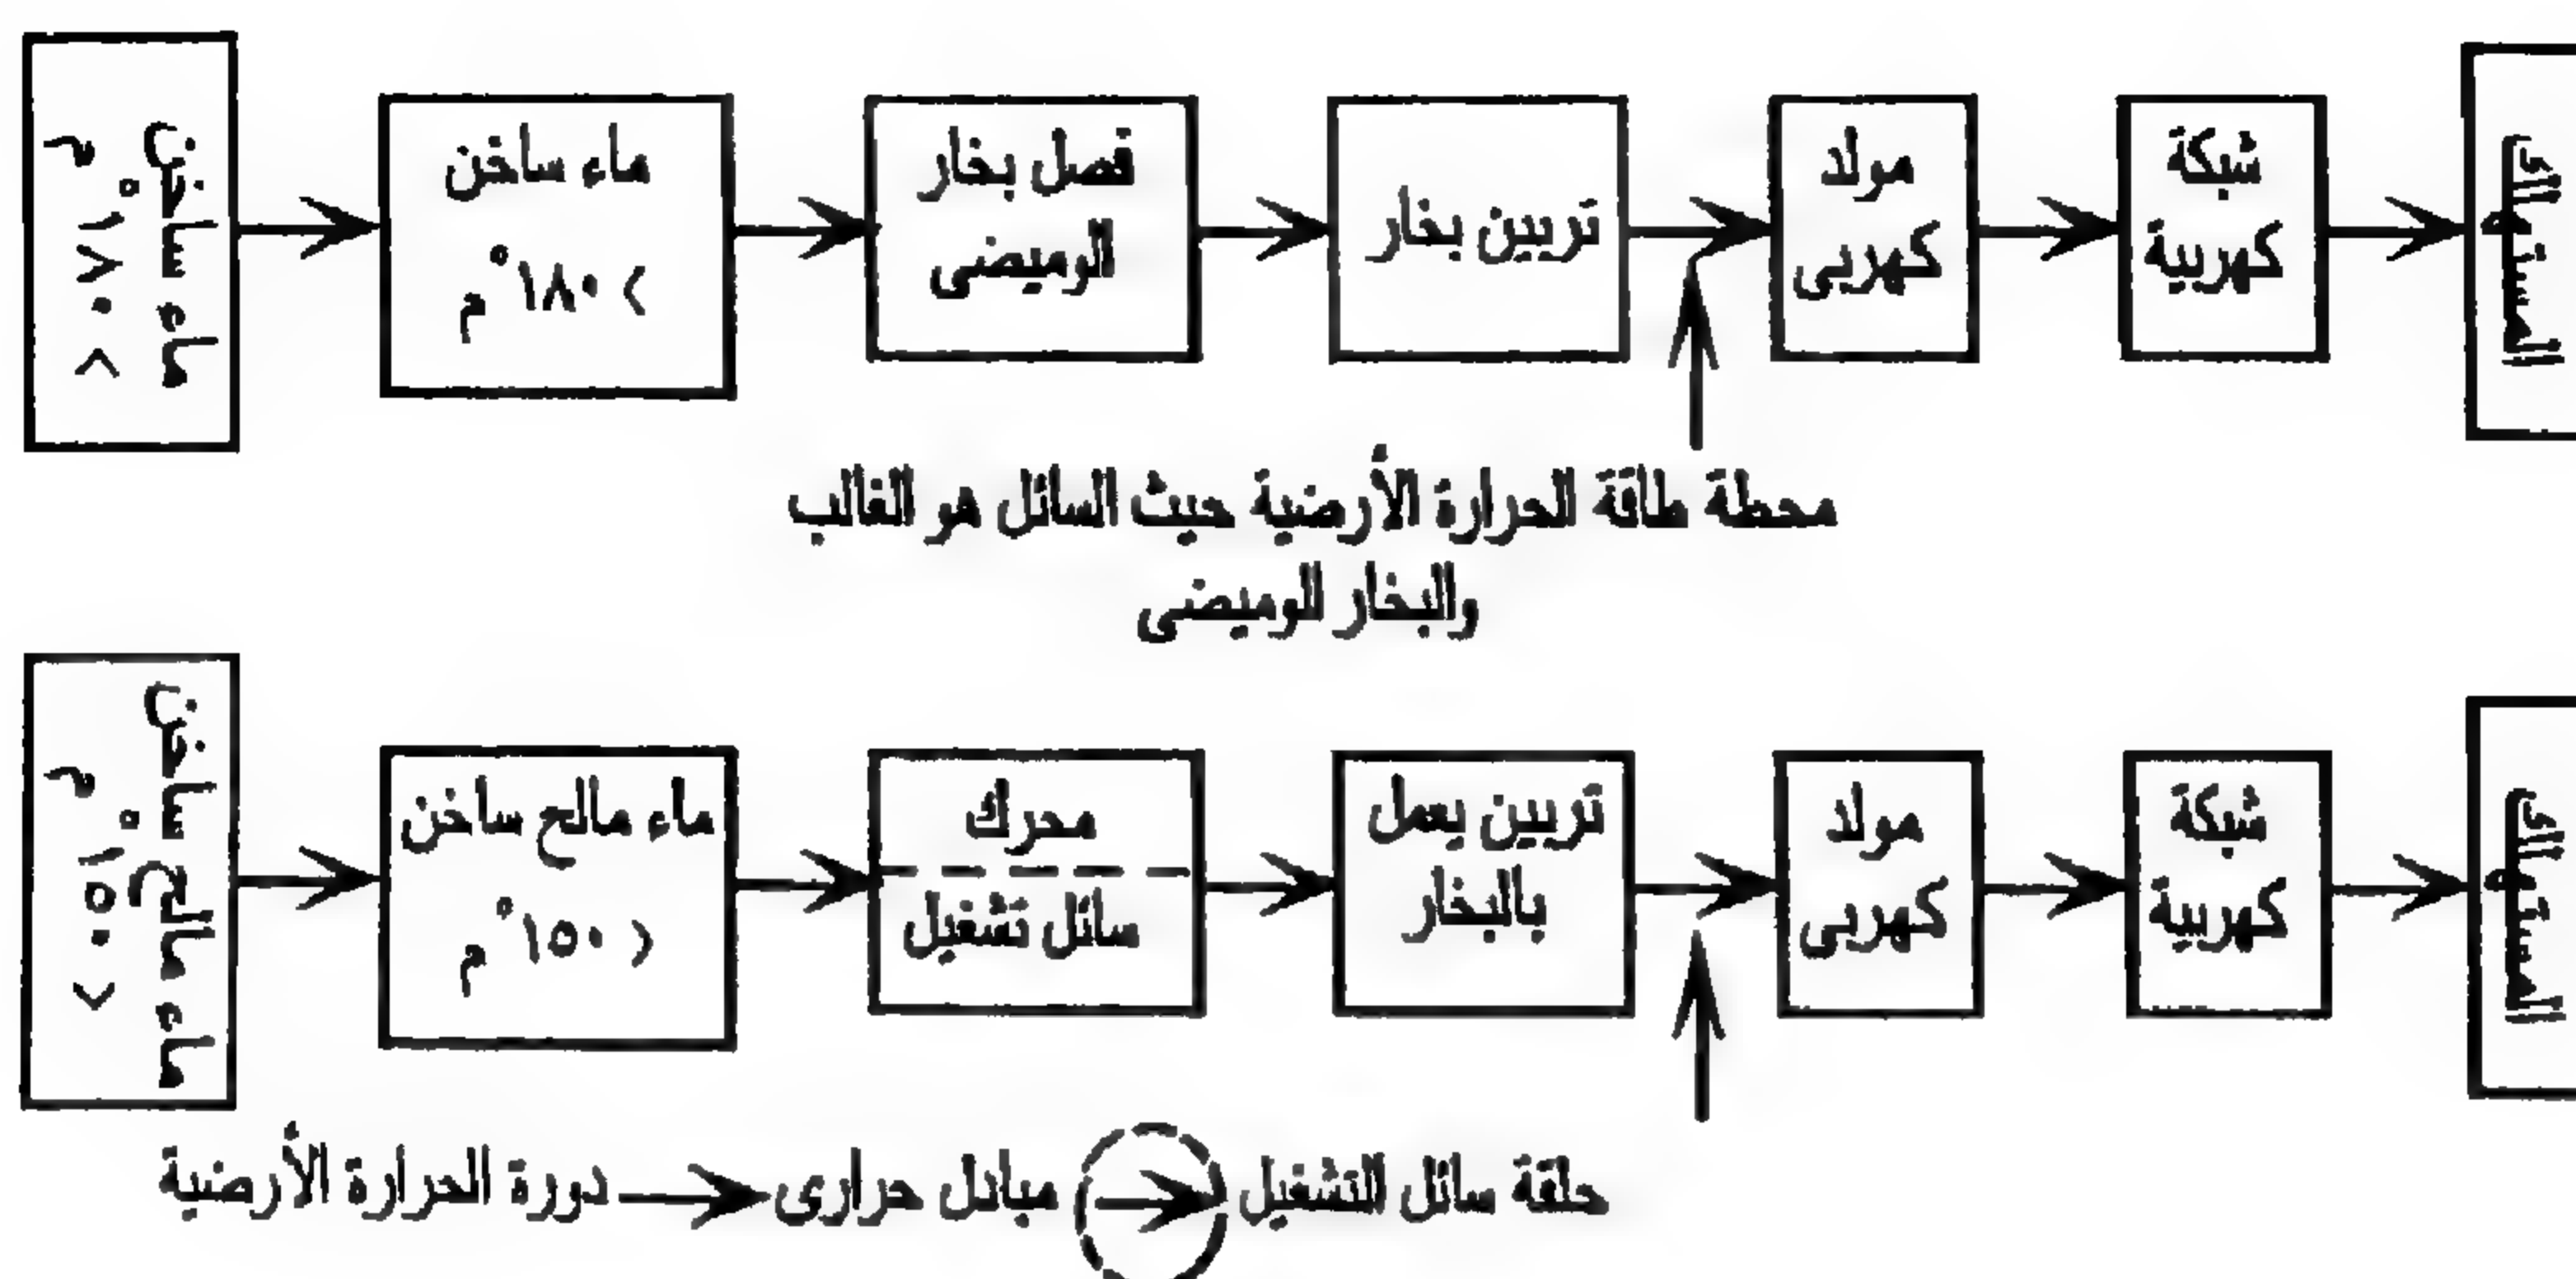 ماء ساخن
> ١٨٠° م
ماء ساخن
> ١٨٠° م
فصل بخار
الوميضى
تربين بخار
مولد
كهربى
شبكة
كهربية
المستهلك
محطة طاقة الحرارة الأرضية حيث السائل هو الغالب
والبخار الوميضى
ماء مالح ساخن
< ١٥٠° م
ماء مالح ساخن
< ١٥٠° م
محرك
سائل تشغيل
تربين يعمل
بالبخار
مولد
كهربى
شبكة
كهربية
المستهلك
دورة الحرارة الأرضية → مبادل حرارى → حلقة سائل التشغيل